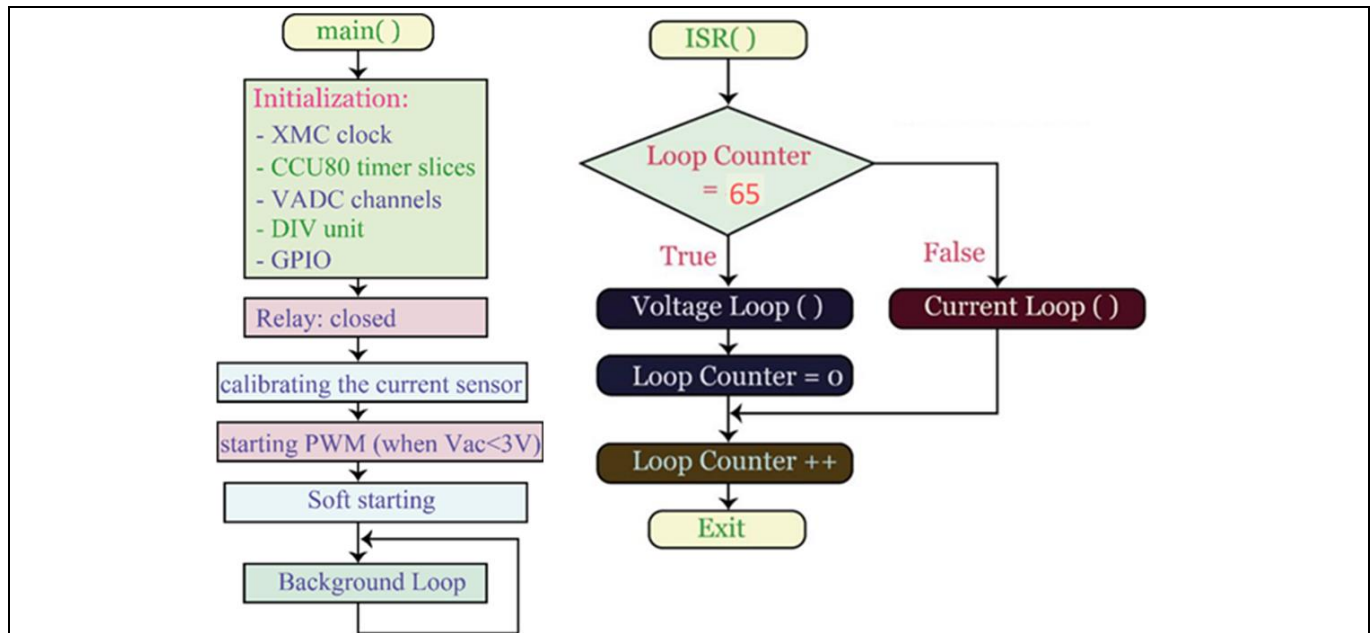 main( )
Initialization:
- XMC clock
- CCU80 timer slices
- VADC channels
- DIV unit
- GPIO
Relay: closed
calibrating the current sensor
starting PWM (when Vac<3V)
Soft starting
Background Loop
ISR( )
Loop Counter
= 65
True
False
Voltage Loop ( )
Current Loop ( )
Loop Counter = 0
Loop Counter ++
Exit